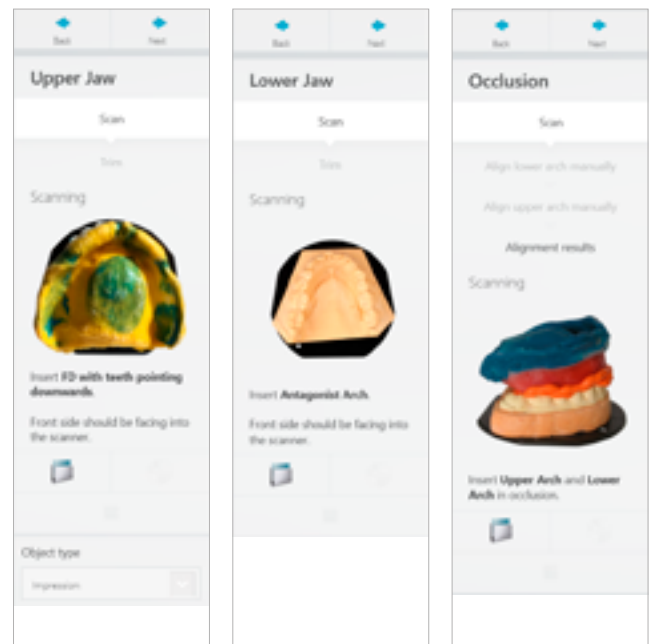 Back Next
Upper Jaw
Scan
Trim
Scanning
Insert FD with teeth pointing
downwards.
Front side should be facing into
the scanner.
Object type
Impression
Back Next
Lower Jaw
Scan
Trim
Scanning
Insert Antagonist Arch.
Front side should be facing into
the scanner.
Back Next
Occlusion
Scan
Align lower arch manually
Align upper arch manually
Alignment results
Scanning
Insert Upper Arch and Lower
Arch in occlusion.